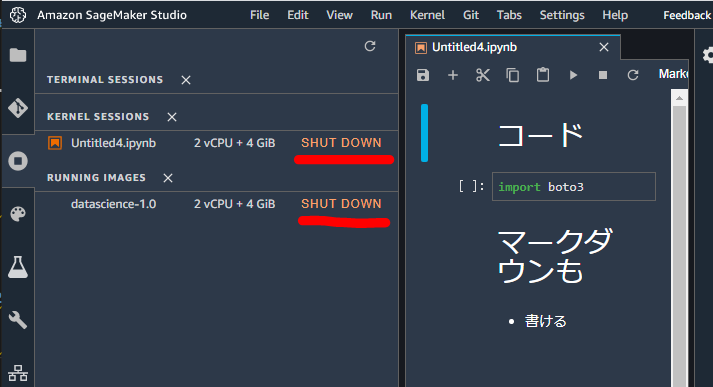 Amazon SageMaker Studio File Edit View Run Kernel Git Tabs Settings Help Feedback
TERMINAL SESSIONS
KERNEL SESSIONS
Untitled4.ipynb 2 vCPU + 4 GiB SHUT DOWN
RUNNING IMAGES
datascience-1.0 2 vCPU + 4 GiB SHUT DOWN
Untitled4.ipynb
Marke
コード
[ ]: import boto3
マークダ
ウンも
• 書ける